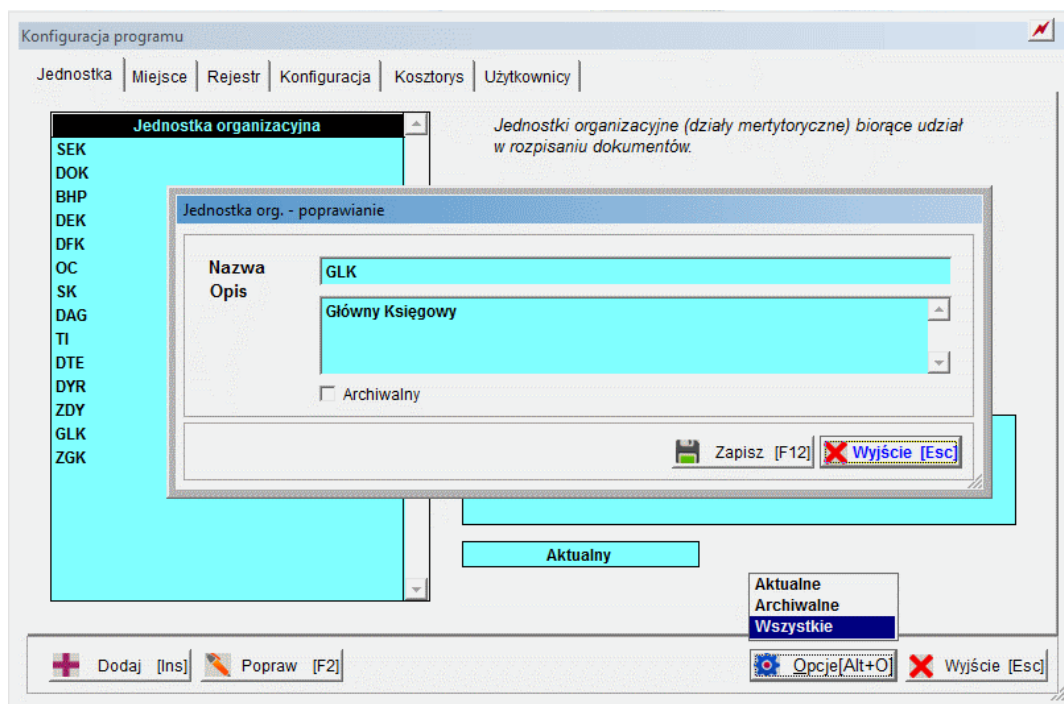 Konfiguracja programu
Jednostka Miejsce Rejestr Konfiguracja Kosztorys Użytkownicy
Jednostka organizacyjna
Jednostki organizacyjne (działy mertytoryczne) biorące udział
w rozpisaniu dokumentów.
SEK
DOK
BHP
DEK
DFK
OC
SK
DAG
TI
DTE
DYR
ZDY
GLK
ZGK
Jednostka org. - poprawianie
Nazwa GLK
Opis
Główny Księgowy
Archiwalny
Zapisz [F12] Wyjście [Esc]
Aktualny
Aktualne
Archiwalne
Wszystkie
Dodaj [Ins] Popraw [F2] Opcje[Alt+O] Wyjście [Esc]